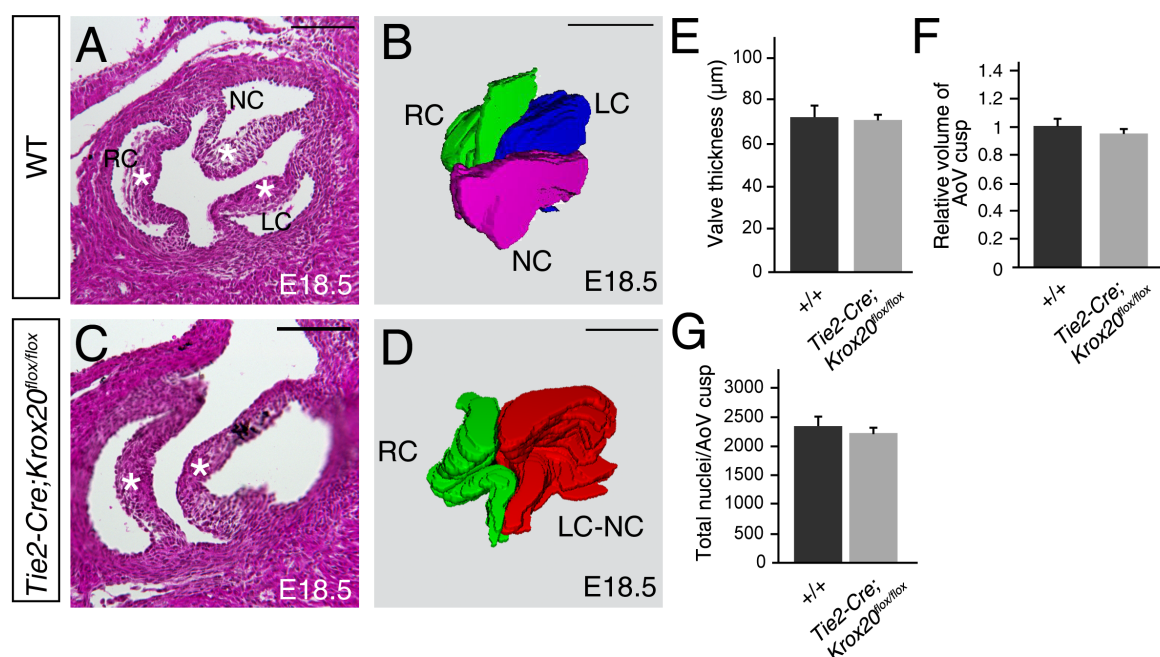 WT
A
NC
RC
*
*
*
LC
E18.5
B
RC
LC
NC
E18.5
Tie2-Cre;Krox20flox/flox
C
*
*
E18.5
D
RC
LC-NC
E18.5
E
Valve thickness (µm)
100
80
60
40
20
0
+/+
Tie2-Cre;
Krox20flox/flox
F
Relative volume of
AoV cusp
1.4
1.2
1
0.8
0.6
0.4
0.2
0
+/+
Tie2-Cre;
Krox20flox/flox
G
Total nuclei/AoV cusp
3000
2500
2000
1500
1000
500
0
+/+
Tie2-Cre;
Krox20flox/flox